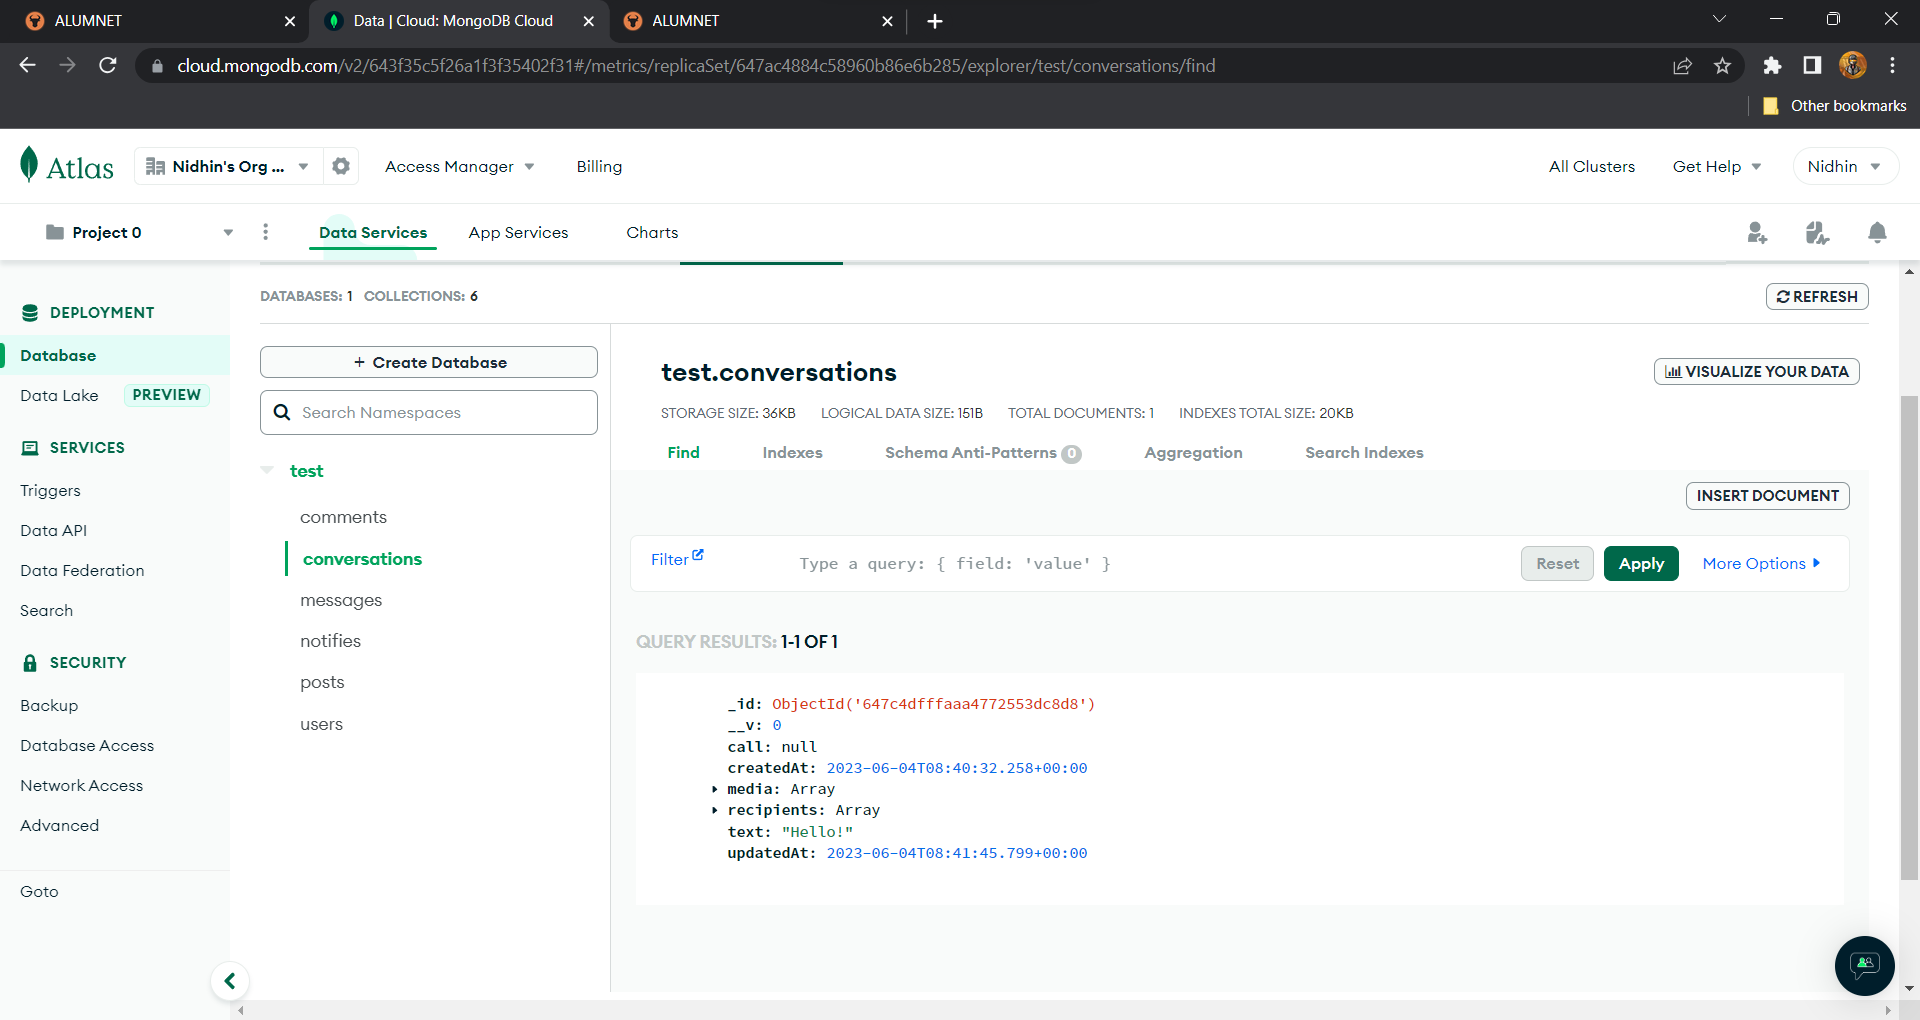 ALUMNET
Data | Cloud: MongoDB Cloud
ALUMNET
cloud.mongodb.com/v2/643f35c5f26a1f3f35402f31#/metrics/replicaSet/647ac4884c58960b86e6b285/explorer/test/conversations/find
Other bookmarks
Atlas
Nidhin's Org ...
Access Manager
Billing
All Clusters
Get Help
Nidhin
Project 0
Data Services
App Services
Charts
DEPLOYMENT
Database
Data Lake PREVIEW
SERVICES
Triggers
Data API
Data Federation
Search
SECURITY
Backup
Database Access
Network Access
Advanced
Goto
DATABASES: 1 COLLECTIONS: 6
REFRESH
+ Create Database
Search Namespaces
test
comments
conversations
messages
notifies
posts
users
test.conversations
VISUALIZE YOUR DATA
STORAGE SIZE: 36KB LOGICAL DATA SIZE: 151B TOTAL DOCUMENTS: 1 INDEXES TOTAL SIZE: 20KB
Find Indexes Schema Anti-Patterns 0 Aggregation Search Indexes
INSERT DOCUMENT
Filter
Type a query: { field: 'value' }
Reset
Apply
More Options
QUERY RESULTS: 1-1 OF 1
_id: ObjectId('647c4dfffaaa4772553dc8d8')
__v: 0
call: null
createdAt: 2023-06-04T08:40:32.258+00:00
media: Array
recipients: Array
text: "Hello!"
updatedAt: 2023-06-04T08:41:45.799+00:00